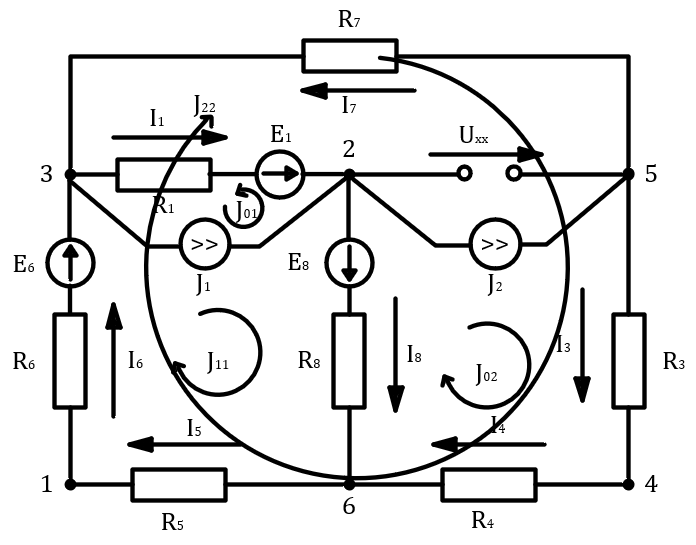 R₇
I₇
J₂₂
I₁
E₁
2
Uₓₓ
3
5
R₁
J₀₁
>>
>>
E₆
E₈
J₁
J₂
R₆
I₆
J₁₁
R₈
I₈
J₀₂
I₃
R₃
I₅
I₄
1
6
4
R₅
R₄